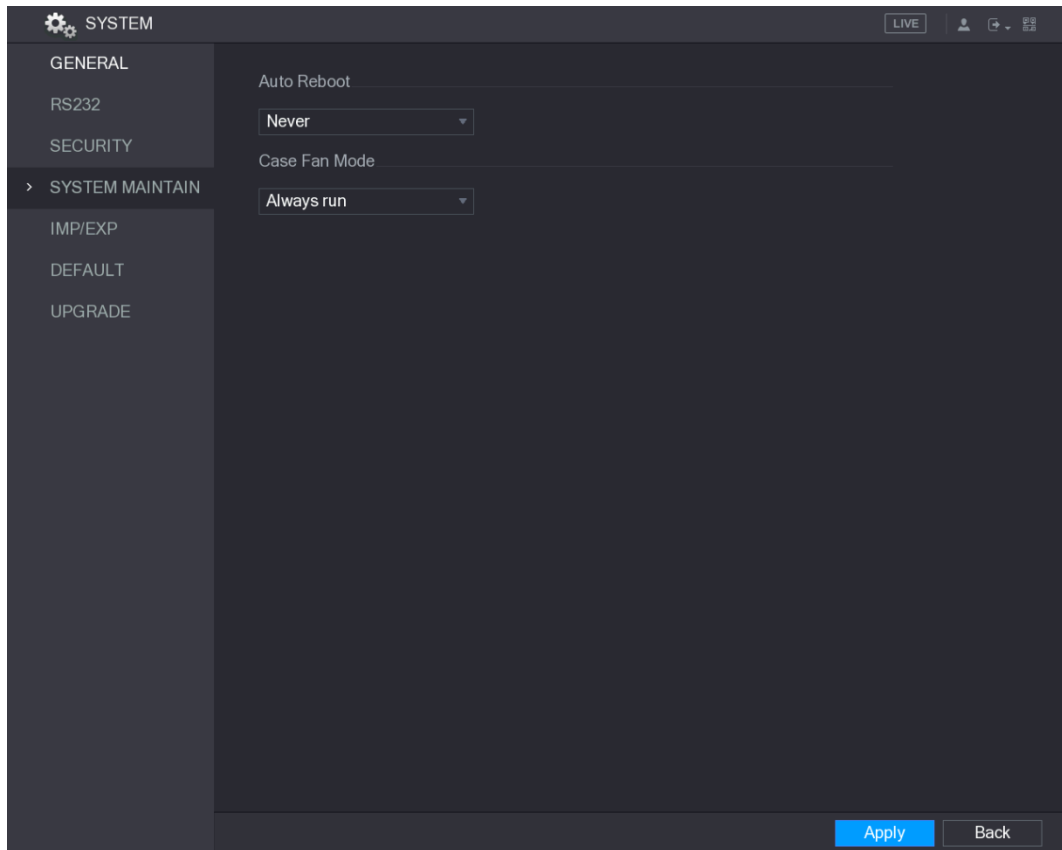 SYSTEM
LIVE
GENERAL
RS232
SECURITY
SYSTEM MAINTAIN
IMP/EXP
DEFAULT
UPGRADE
Auto Reboot
Never
Case Fan Mode
Always run
Apply
Back